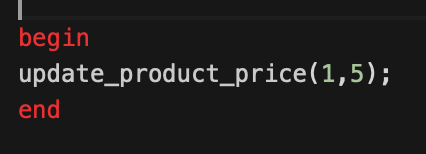 begin
update_product_price(1,5);
end